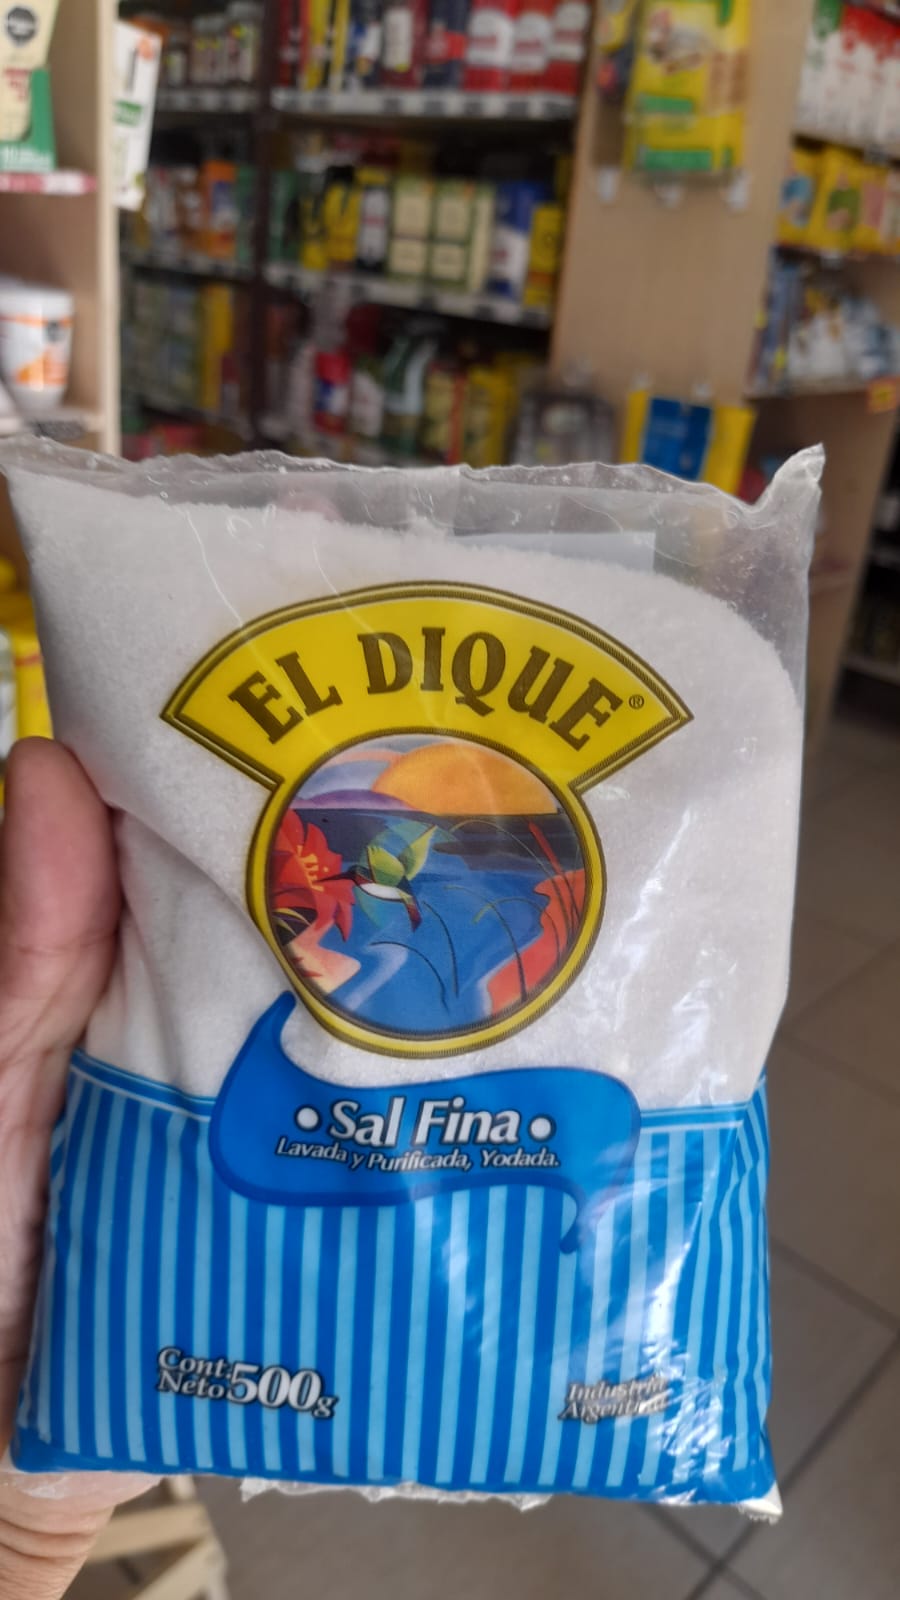 EL DIQUE®
• Sal Fina •
Lavada y Purificada, Yodada.
Cont.
Neto 500g
Industria
Argentina